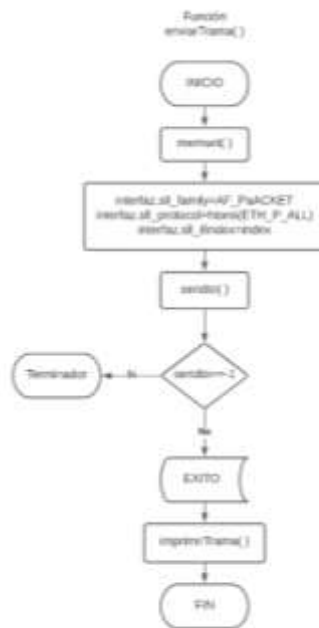 Función
enviarTrama( )
INICIO
memset( )
interfaz.sll_family=AF_PaACKET
interfaz.sll_protocol=htons(ETH_P_ALL)
interfaz.sll_ifindex=index
sendto( )
sendto==-1
Si
Terminador
No
EXITO
imprimirTrama( )
FIN